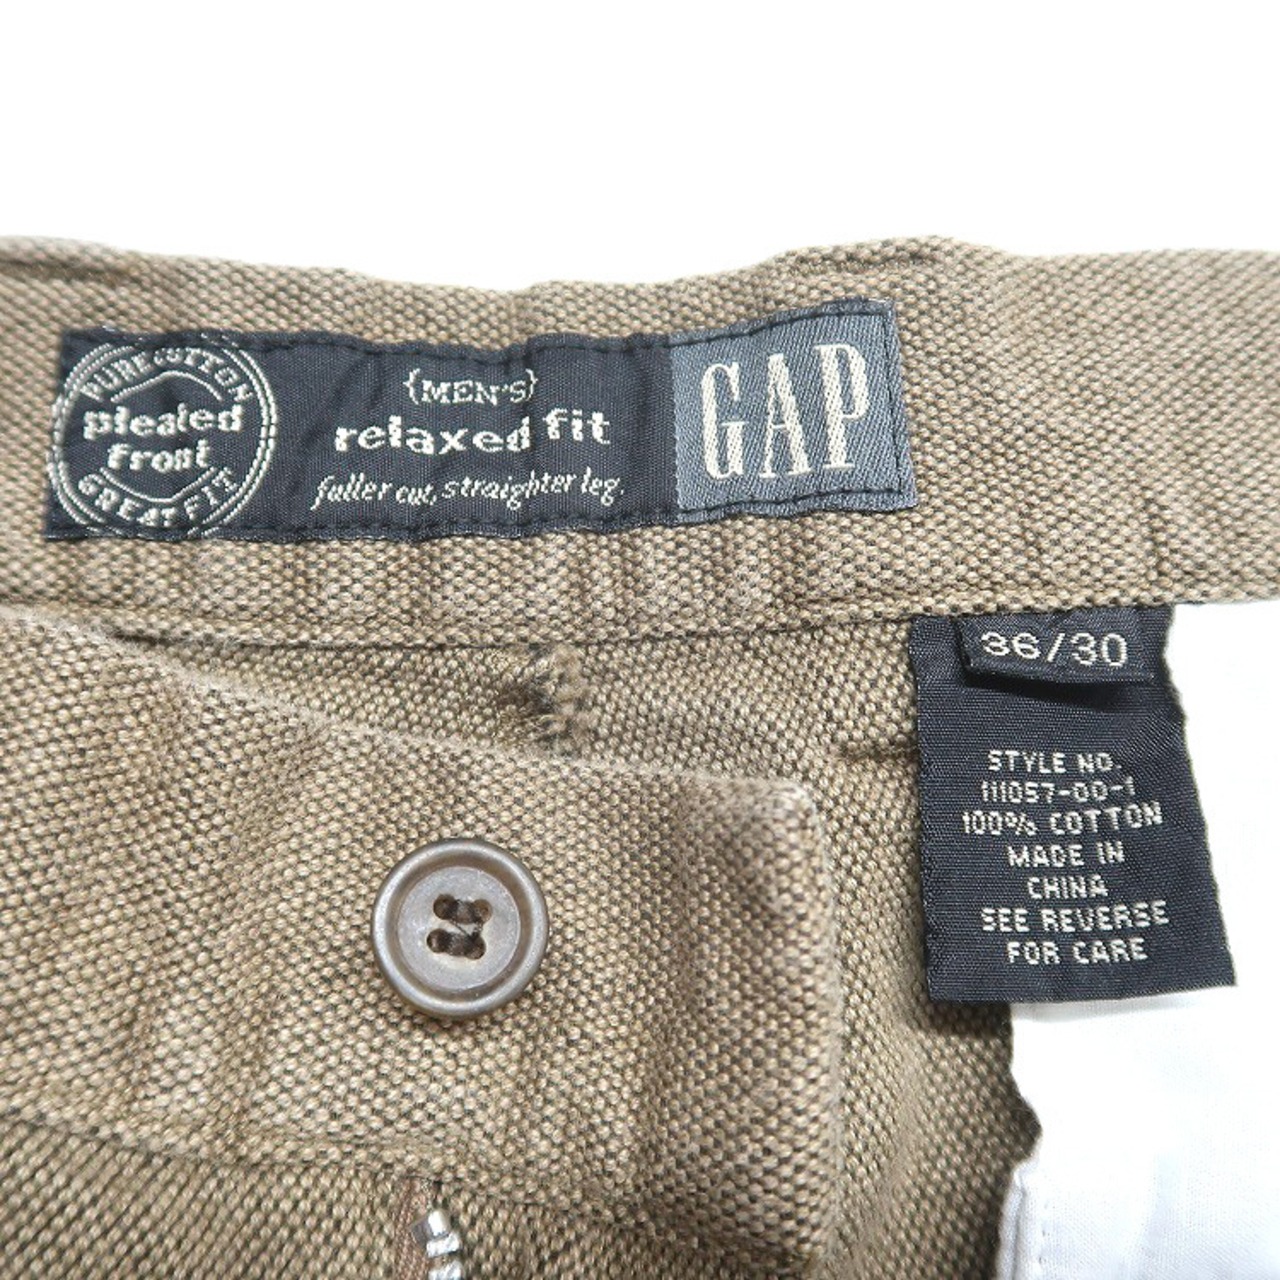 PURE COTTON
pleated
front
GREAT FIT
{MEN'S}
relaxed fit
fuller cut, straighter leg.
GAP
36/30
STYLE NO.
111057-00-1
100% COTTON
MADE IN
CHINA
SEE REVERSE
FOR CARE